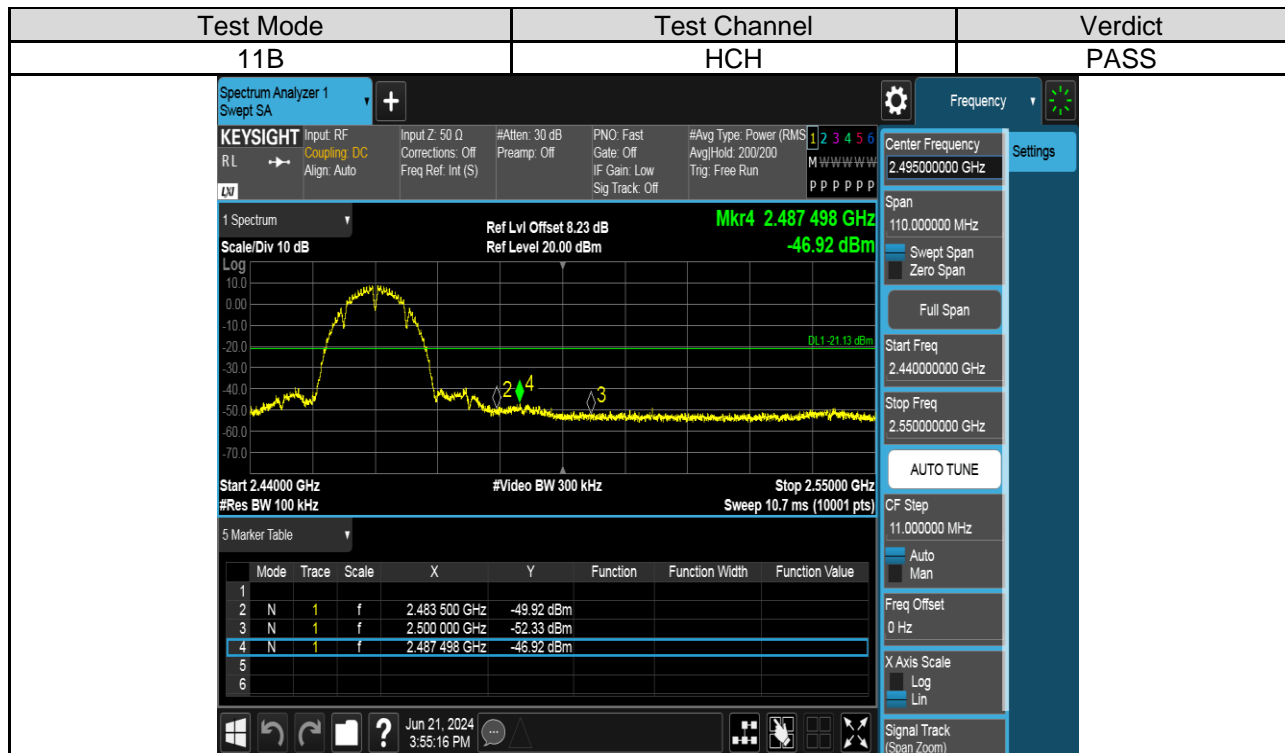 Test Mode Test Channel Verdict
11B HCH PASS
Spectrum Analyzer 1
Swept SA
+
Frequency
KEYSIGHT Input: RF Input Z: 50 Ω #Atten: 30 dB PNO: Fast #Avg Type: Power (RMS 1 2 3 4 5 6
RL Coupling: DC Corrections: Off Preamp: Off Gate: Off Avg|Hold: 200/200
Align: Auto Freq Ref: Int (S) IF Gain: Low Trig: Free Run M W W W W W
LXI Sig Track: Off P P P P P P
1 Spectrum
Ref Lvl Offset 8.23 dB
Mkr4 2.487 498 GHz
Scale/Div 10 dB Ref Level 20.00 dBm -46.92 dBm
Log
10.0
0.00
-10.0
DL1 -21.13 dBm
-20.0
-30.0
-40.0
2 4 3
-50.0
-60.0
-70.0
Start 2.44000 GHz #Video BW 300 kHz Stop 2.55000 GHz
#Res BW 100 kHz Sweep 10.7 ms (10001 pts)
5 Marker Table
Mode Trace Scale X Y Function Function Width Function Value
1
2 N 1 f 2.483 500 GHz -49.92 dBm
3 N 1 f 2.500 000 GHz -52.33 dBm
4 N 1 f 2.487 498 GHz -46.92 dBm
5
6
Center Frequency
2.495000000 GHz
Settings
Span
110.000000 MHz
Swept Span
Zero Span
Full Span
Start Freq
2.440000000 GHz
Stop Freq
2.550000000 GHz
AUTO TUNE
CF Step
11.000000 MHz
Auto
Man
Freq Offset
0 Hz
X Axis Scale
Log
Lin
Signal Track
(Span Zoom)
?
Jun 21, 2024
3:55:16 PM